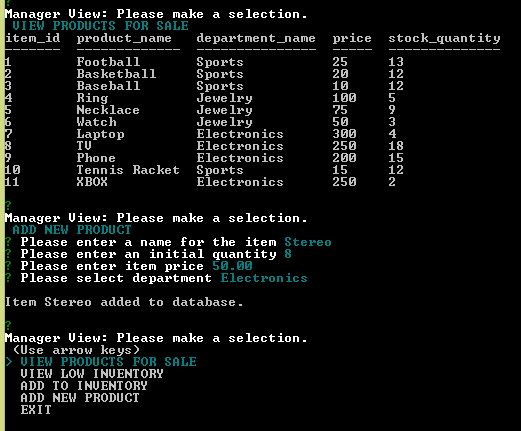 ?
Manager View: Please make a selection.
VIEW PRODUCTS FOR SALE
item_id product_name department_name price stock_quantity
1 Football Sports 25 13
2 Basketball Sports 20 12
3 Baseball Sports 10 12
4 Ring Jewelry 100 5
5 Necklace Jewelry 75 9
6 Watch Jewelry 50 3
7 Laptop Electronics 300 4
8 TV Electronics 250 18
9 Phone Electronics 200 15
10 Tennis Racket Sports 15 12
11 XBOX Electronics 250 2
?
Manager View: Please make a selection.
ADD NEW PRODUCT
? Please enter a name for the item Stereo
? Please enter an initial quantity 8
? Please enter item price 50.00
? Please select department Electronics
Item Stereo added to database.
?
Manager View: Please make a selection.
(Use arrow keys)
> VIEW PRODUCTS FOR SALE
VIEW LOW INVENTORY
ADD TO INVENTORY
ADD NEW PRODUCT
EXIT